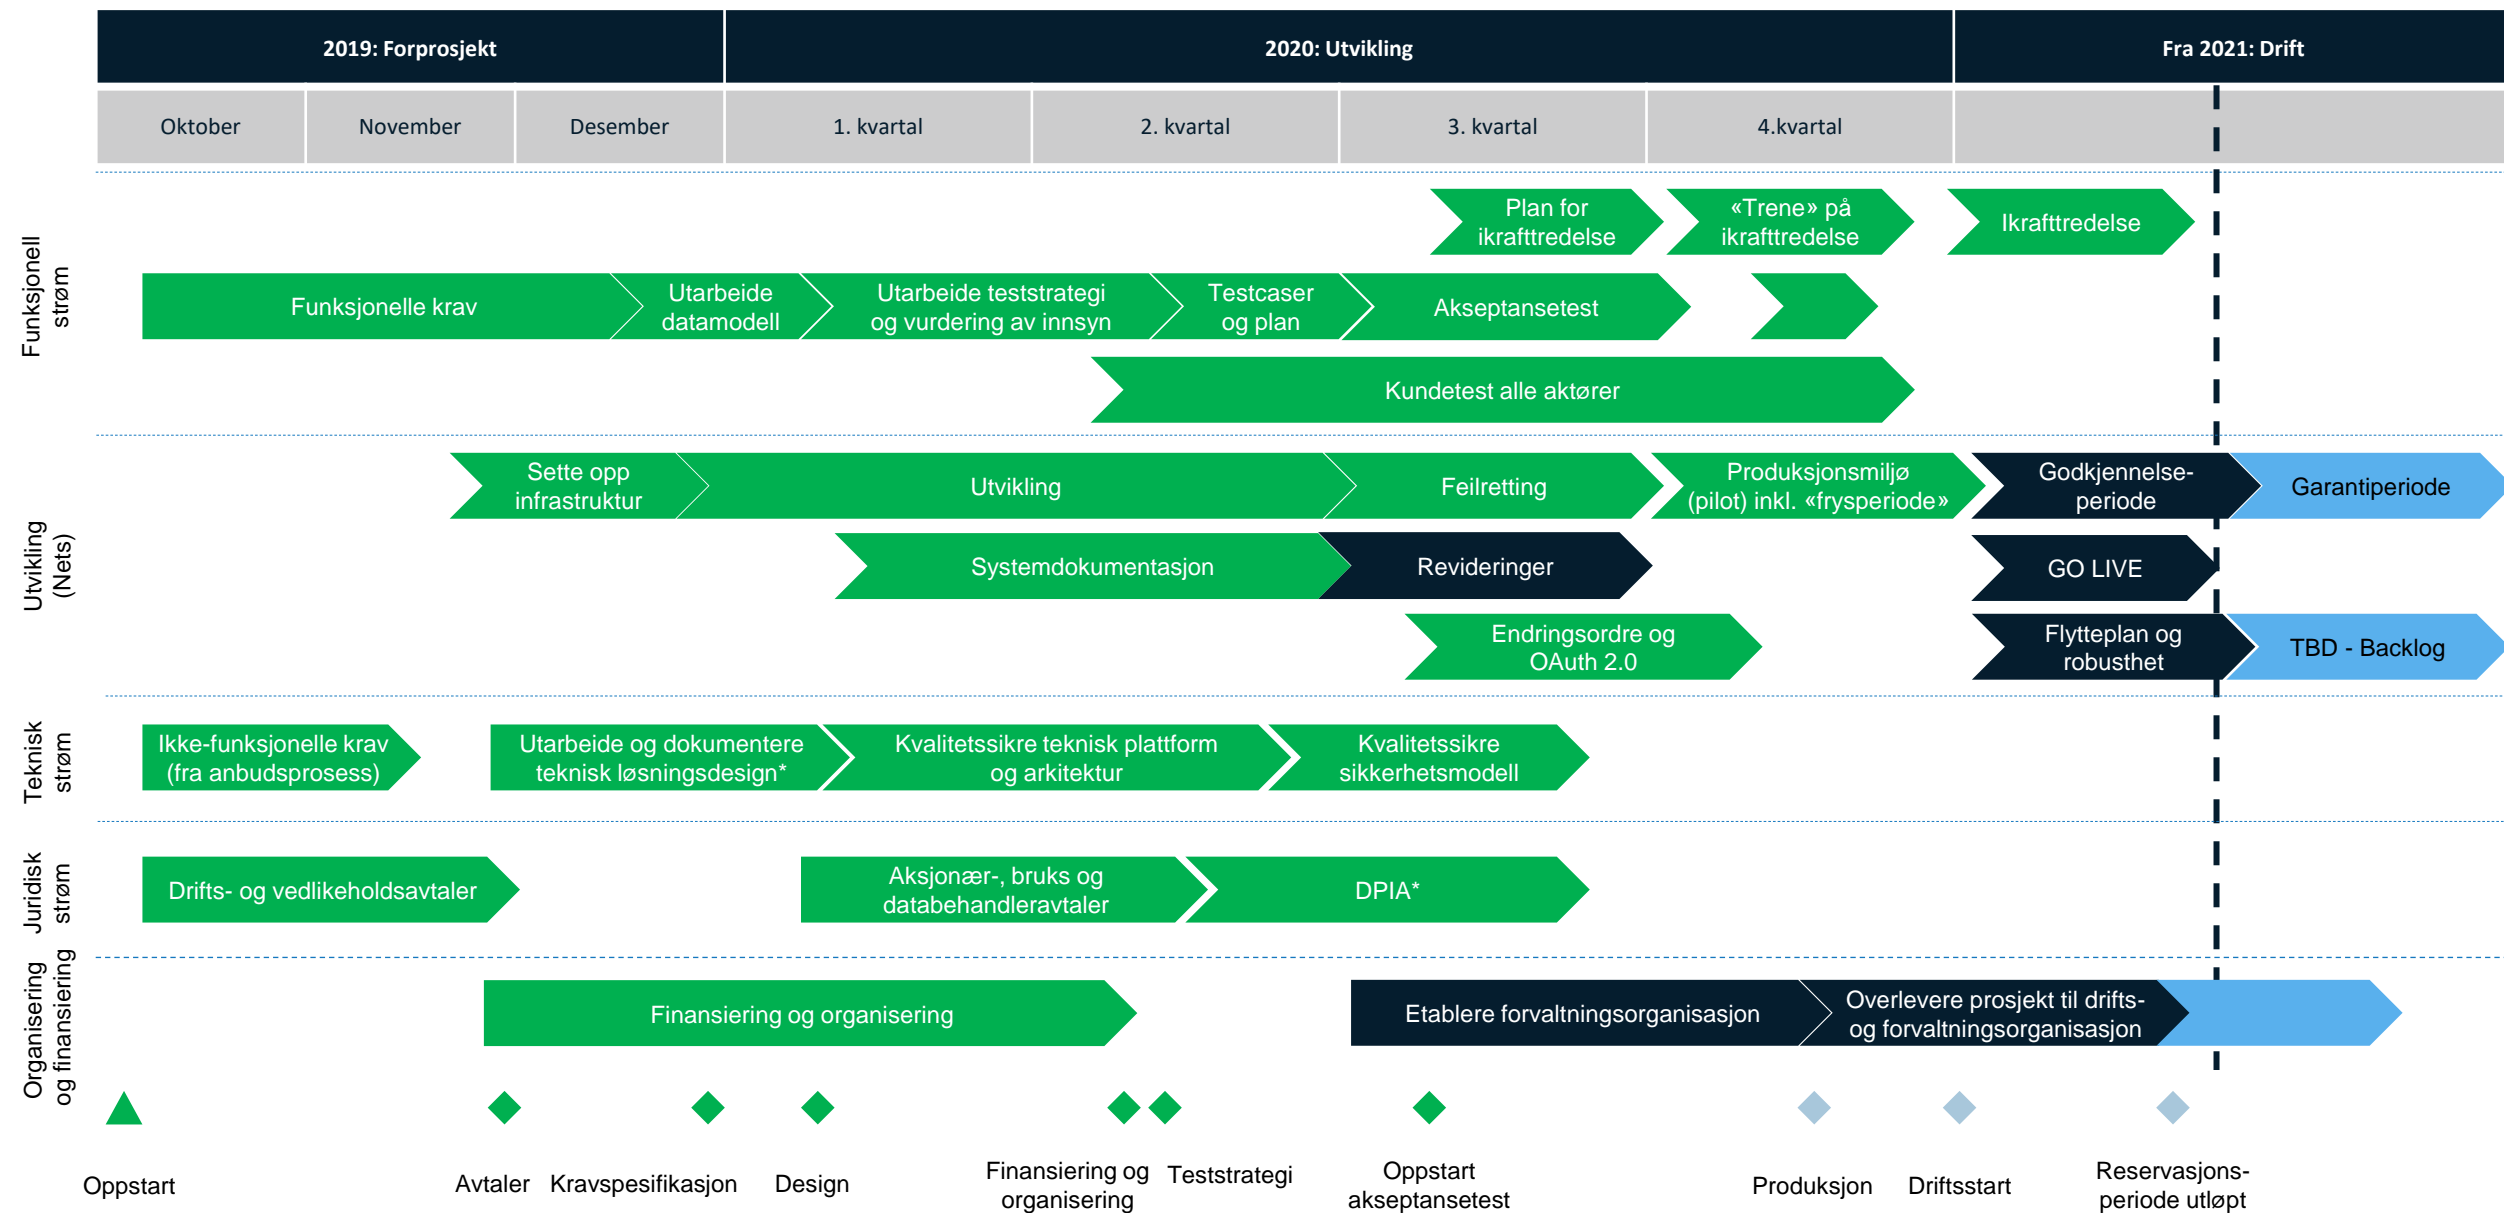 2019: Forprosjekt
2020: Utvikling
Fra 2021: Drift
Oktober
November
Desember
1. kvartal
2. kvartal
3. kvartal
4.kvartal
Funksjonell
strøm
Plan for
ikrafttredelse
«Trene» på
ikrafttredelse
Ikrafttredelse
Funksjonelle krav
Utarbeide
datamodell
Utarbeide teststrategi
og vurdering av innsyn
Testcaser
og plan
Akseptansetest
Kundetest alle aktører
Utvikling
(Nets)
Sette opp
infrastruktur
Utvikling
Feilretting
Produksjonsmiljø
(pilot) inkl. «frysperiode»
Godkjennelse-
periode
Garantiperiode
Systemdokumentasjon
Revideringer
GO LIVE
Endringsordre og
OAuth 2.0
Flytteplan og
robusthet
TBD - Backlog
Teknisk
strøm
Ikke-funksjonelle krav
(fra anbudsprosess)
Utarbeide og dokumentere
teknisk løsningsdesign*
Kvalitetssikre teknisk plattform
og arkitektur
Kvalitetssikre
sikkerhetsmodell
Juridisk
strøm
Drifts- og vedlikeholdsavtaler
Aksjonær-, bruks og
databehandleravtaler
DPIA*
Organisering
og finansiering
Finansiering og organisering
Etablere forvaltningsorganisasjon
Overlevere prosjekt til drifts-
og forvaltningsorganisasjon
Oppstart
Avtaler
Kravspesifikasjon
Design
Finansiering og
organisering
Teststrategi
Oppstart
akseptansetest
Produksjon
Driftsstart
Reservasjons-
periode utløpt